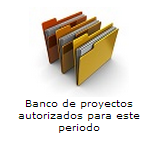 Banco de proyectos
autorizados para este
periodo